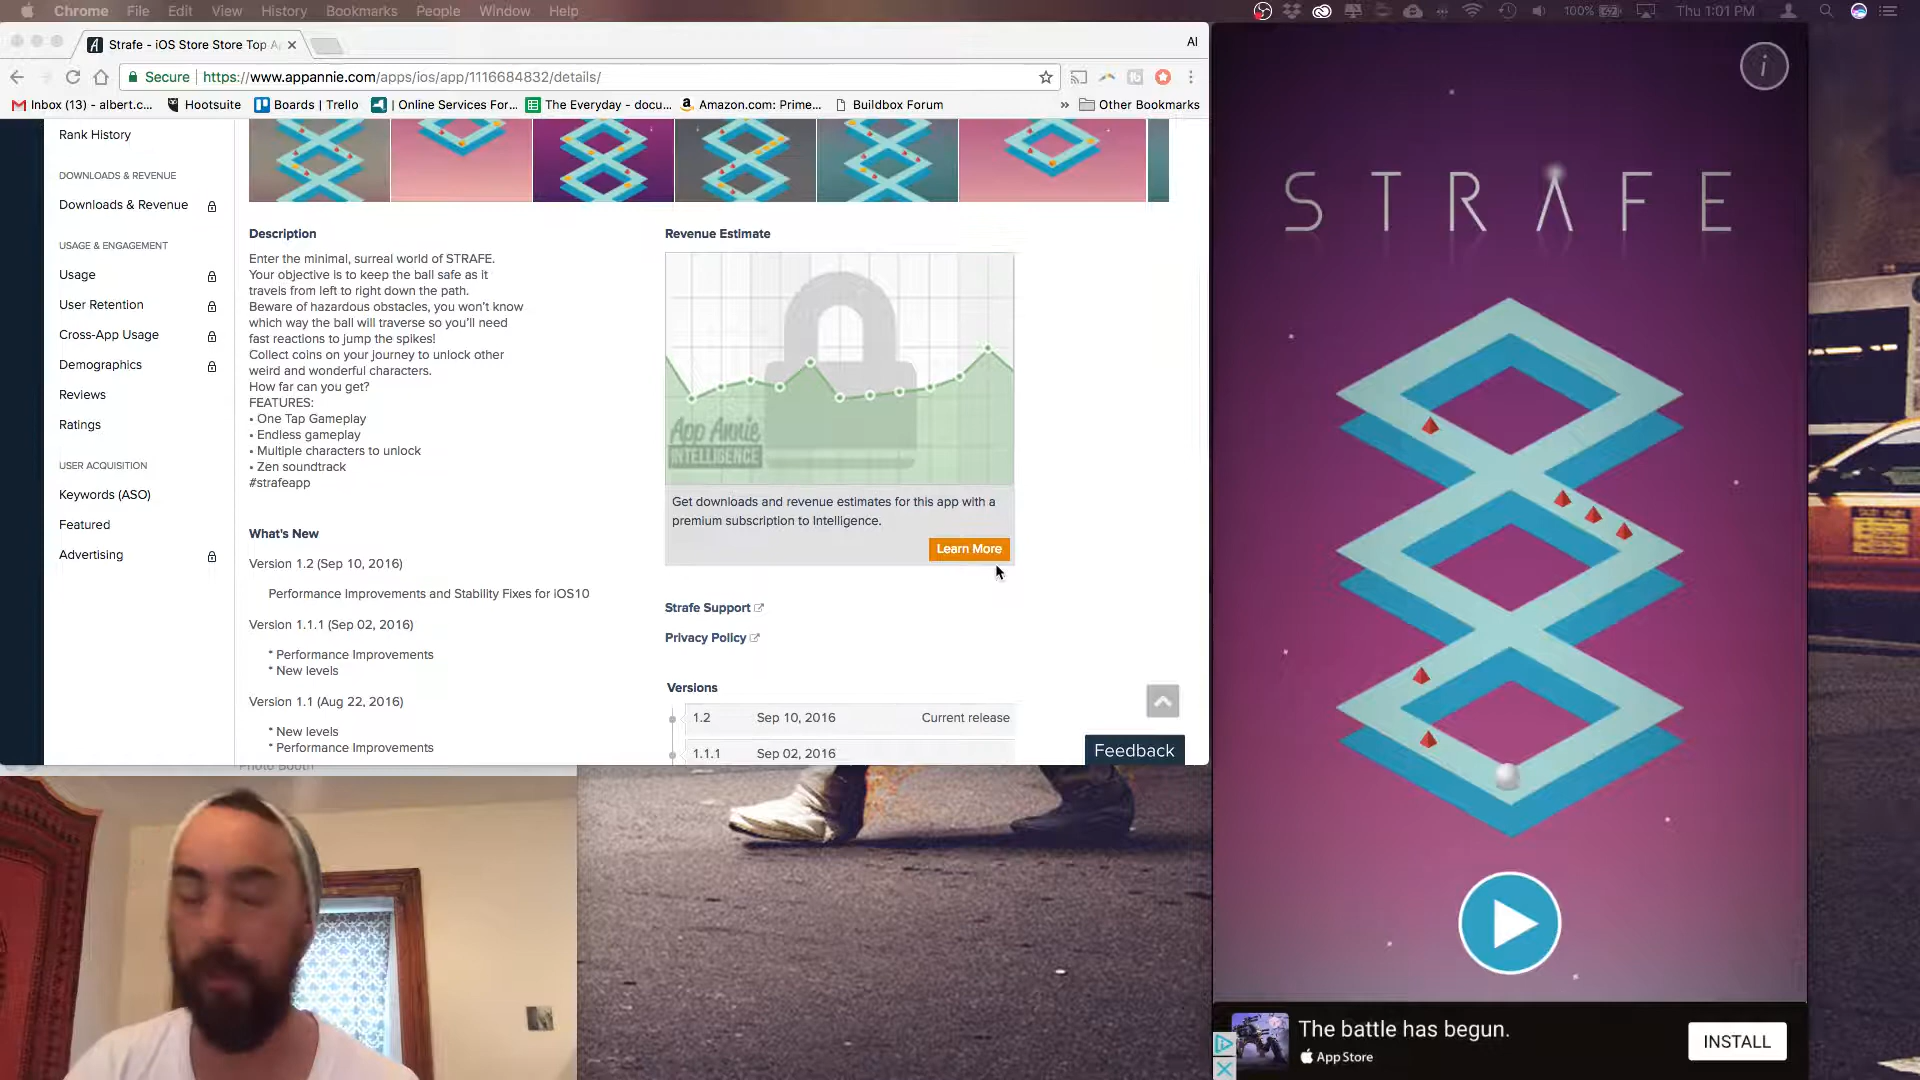 Chrome File Edit View History Bookmarks People Window Help
100% Thu 1:01 PM
Strafe - iOS Store Store Top A
AI
Secure | https://www.appannie.com/apps/ios/app/1116684832/details/
Inbox (13) - albert.c... Hootsuite Boards | Trello | Online Services For... The Everyday - docu... Amazon.com: Prime... Buildbox Forum » Other Bookmarks
Rank History
DOWNLOADS & REVENUE
Downloads & Revenue
USAGE & ENGAGEMENT
Usage
User Retention
Cross-App Usage
Demographics
Reviews
Ratings
USER ACQUISITION
Keywords (ASO)
Featured
Advertising
Description
Enter the minimal, surreal world of STRAFE.
Your objective is to keep the ball safe as it
travels from left to right down the path.
Beware of hazardous obstacles, you won't know
which way the ball will traverse so you'll need
fast reactions to jump the spikes!
Collect coins on your journey to unlock other
weird and wonderful characters.
How far can you get?
FEATURES:
• One Tap Gameplay
• Endless gameplay
• Multiple characters to unlock
• Zen soundtrack
#strafeapp
What's New
Version 1.2 (Sep 10, 2016)
Performance Improvements and Stability Fixes for iOS10
Version 1.1.1 (Sep 02, 2016)
* Performance Improvements
* New levels
Version 1.1 (Aug 22, 2016)
* New levels
* Performance Improvements
Revenue Estimate
App Annie
INTELLIGENCE
Get downloads and revenue estimates for this app with a
premium subscription to Intelligence.
Learn More
Strafe Support
Privacy Policy
Versions
1.2 Sep 10, 2016 Current release
1.1.1 Sep 02, 2016
Feedback
Photo Booth
i
STRAFE
The battle has begun.
App Store
INSTALL